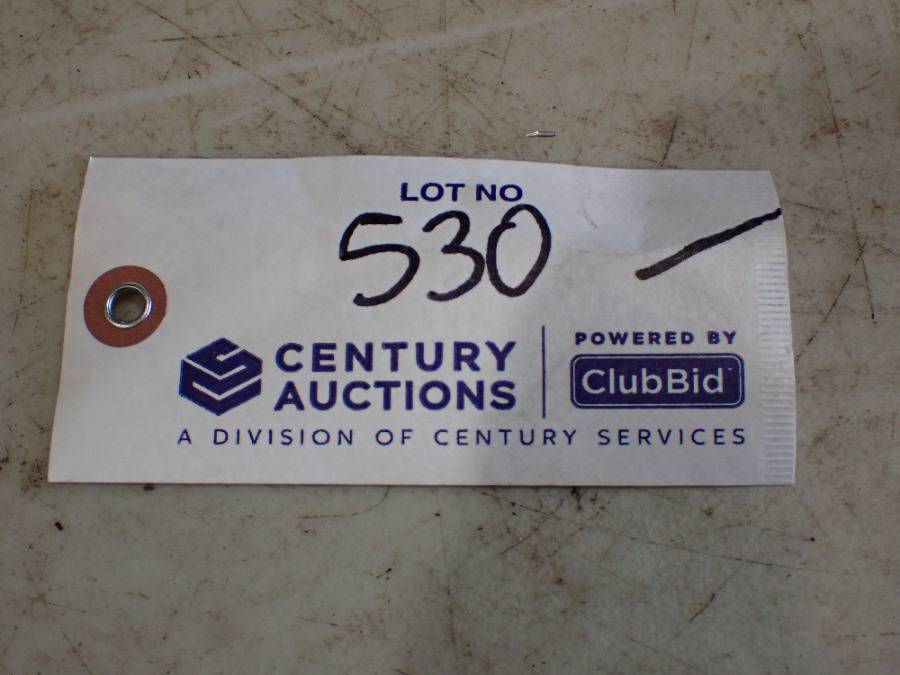 LOT NO
530
CENTURY
AUCTIONS
POWERED BY
ClubBid
A DIVISION OF CENTURY SERVICES